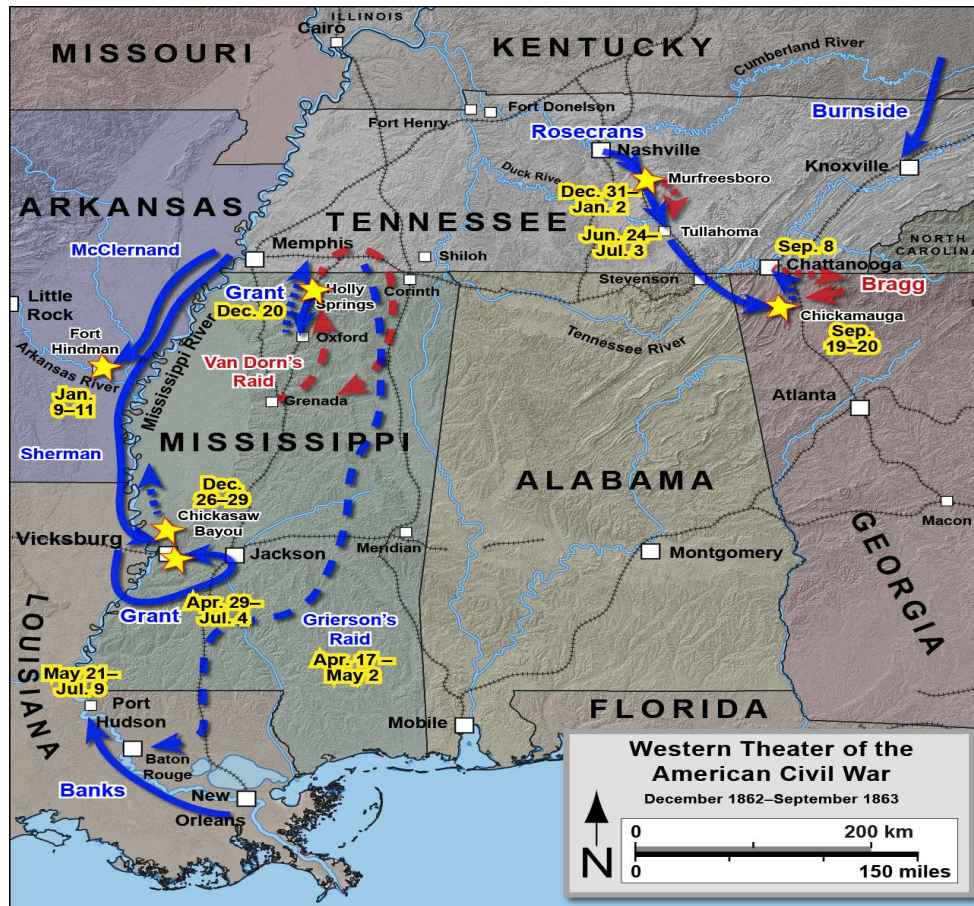 ILLINOIS
Cairo
MISSOURI
KENTUCKY
Cumberland River
Fort Donelson
Fort Henry
Burnside
Rosecrans
Nashville
Knoxville
Duck Rive
Murfreesboro
Dec. 31–
Jan. 2
ARKANSAS
TENNESSEE
Jun. 24–
Jul. 3
Tullahoma
NORTH
CAROLINA
McClernand
Memphis
Shiloh
Sep. 8
Chattanooga
Stevenson
Bragg
Corinth
Grant
Dec. 20
Holly
Springs
Little
Rock
Fort
Hindman
Oxford
Chickamauga
Sep.
19–20
Tennessee River
Mississippi River
Arkansas River
Van Dorn's
Raid
Jan.
9–11
Grenada
Atlanta
MISSISSIPPI
Sherman
ALABAMA
Dec.
26–29
Chickasaw
Bayou
Macon
Vicksburg
Jackson
Meridian
Montgomery
GEORGIA
LOUISIANA
Apr. 29–
Jul. 4
Grant
Grierson's
Raid
Apr. 17 –
May 2
May 21–
Jul. 9
Port
Hudson
Mobile
FLORIDA
Baton
Rouge
Banks
New
Orleans
Western Theater of the
American Civil War
December 1862–September 1863
N
0
200 km
0
150 miles